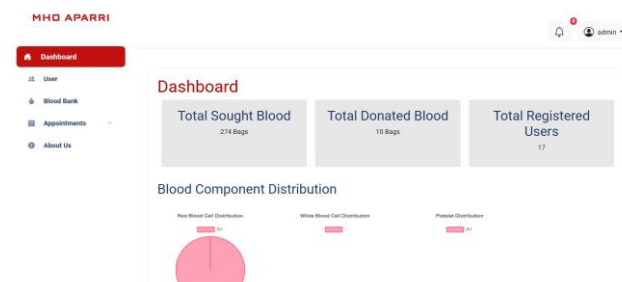 MHO APARRI
0
admin
Dashboard
User
Blood Bank
Appointments
About Us
Dashboard
Total Sought Blood
274 Bags
Total Donated Blood
10 Bags
Total Registered
Users
17
Blood Component Distribution
Red Blood Cell Distribution
A+
White Blood Cell Distribution
Platelet Distribution
A+